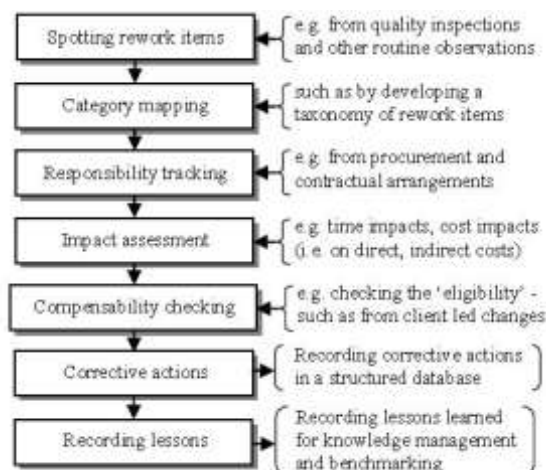 Spotting rework items
e.g. from quality inspections
and other routine observations
Category mapping
such as by developing a
taxonomy of rework items
Responsibility tracking
e.g. from procurement and
contractual arrangements
Impact assessment
e.g. time impacts, cost impacts
(i.e. on direct, indirect costs)
Compensability checking
e.g. checking the ‘eligibility’ -
such as from client led changes
Corrective actions
Recording corrective actions
in a structured database
Recording lessons
Recording lessons learned
for knowledge management
and benchmarking